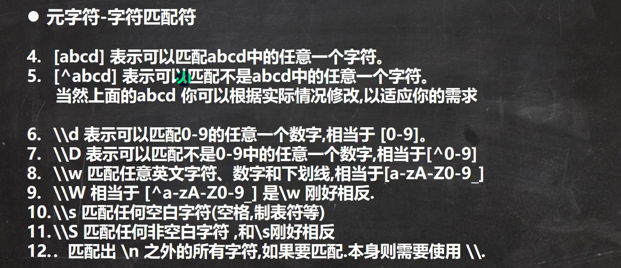 ● 元字符-字符匹配符
4. [abcd] 表示可以匹配abcd中的任意一个字符。
5. [^abcd] 表示可以匹配不是abcd中的任意一个字符。
当然上面的abcd 你可以根据实际情况修改,以适应你的需求
6. \\d 表示可以匹配0-9的任意一个数字,相当于 [0-9]。
7. \\D 表示可以匹配不是0-9中的任意一个数字,相当于[^0-9]
8. \\w 匹配任意英文字符、数字和下划线,相当于[a-zA-Z0-9_]
9. \\W 相当于 [^a-zA-Z0-9_] 是\w 刚好相反.
10.\\s 匹配任何空白字符(空格,制表符等)
11.\\S 匹配任何非空白字符 ,和\s刚好相反
12.. 匹配出 \n 之外的所有字符,如果要匹配.本身则需要使用 \\.